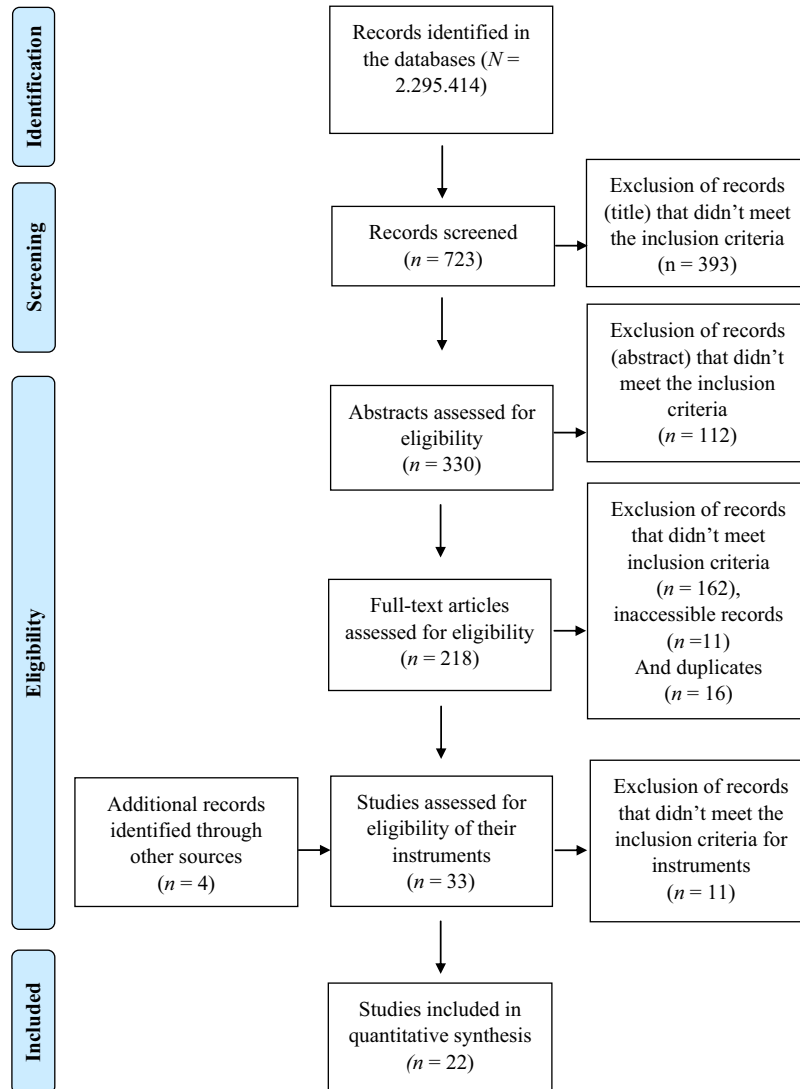 Identification
Records identified in
the databases (N =
2.295.414)
Screening
Records screened
(n = 723)
Exclusion of records
(title) that didn’t meet
the inclusion criteria
(n = 393)
Eligibility
Abstracts assessed for
eligibility
(n = 330)
Exclusion of records
(abstract) that didn’t
meet the inclusion
criteria
(n = 112)
Full-text articles
assessed for eligibility
(n = 218)
Exclusion of records
that didn’t meet
inclusion criteria
(n = 162),
inaccessible records
(n =11)
And duplicates
(n = 16)
Additional records
identified through
other sources
(n = 4)
Studies assessed for
eligibility of their
instruments
(n = 33)
Exclusion of records
that didn’t meet the
inclusion criteria for
instruments
(n = 11)
Included
Studies included in
quantitative synthesis
(n = 22)